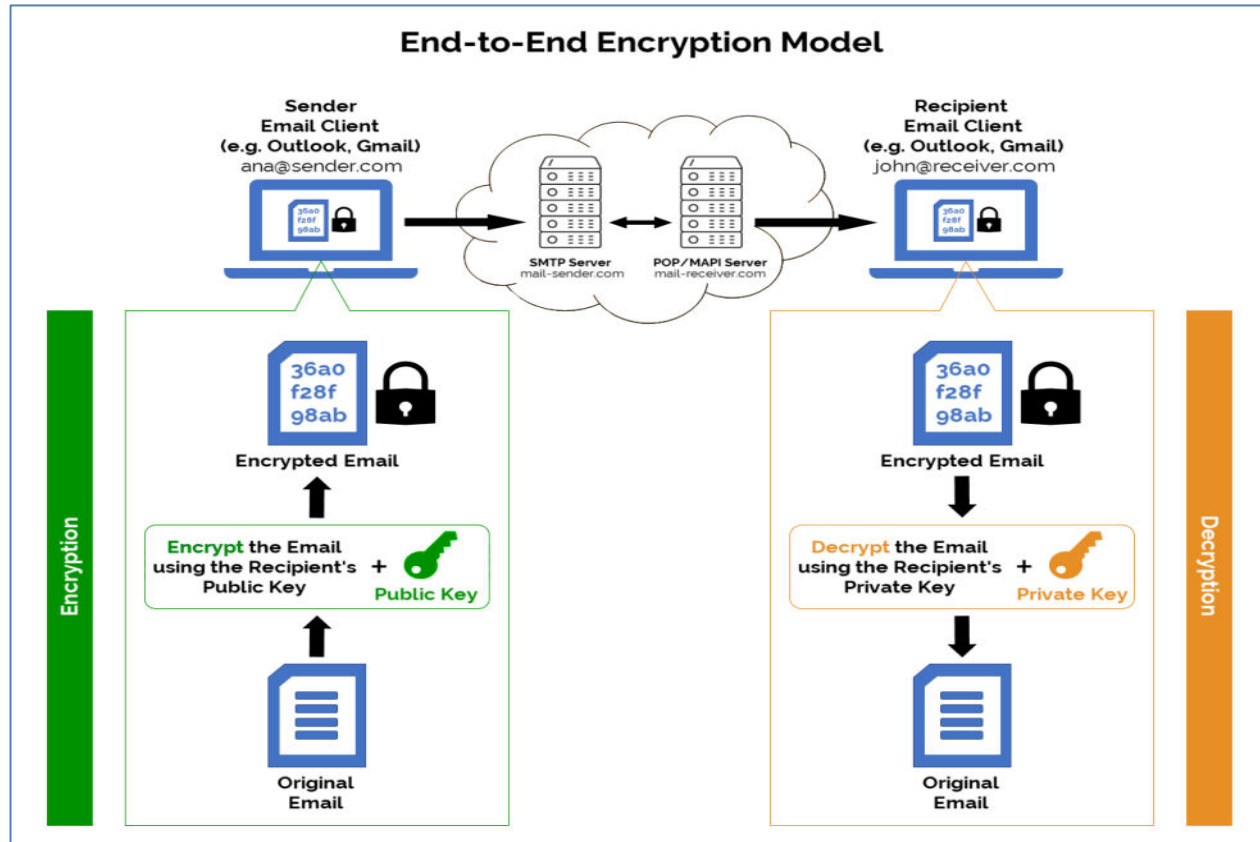 End-to-End Encryption Model
Sender
Email Client
(e.g. Outlook, Gmail)
ana@sender.com
Recipient
Email Client
(e.g. Outlook, Gmail)
john@receiver.com
36a0
f28f
98ab
36a0
f28f
98ab
SMTP Server
mail-sender.com
POP/MAPI Server
mail-receiver.com
Encryption
36a0
f28f
98ab
Encrypted Email
Encrypt the Email
using the Recipient's
Public Key
+
Public Key
Original
Email
36a0
f28f
98ab
Encrypted Email
Decrypt the Email
using the Recipient's
Private Key
+
Private Key
Original
Email
Decryption